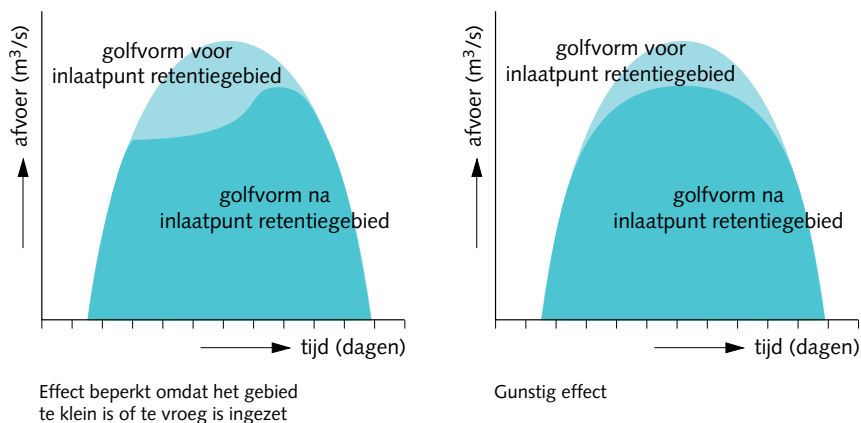 afvoer (m³/s)
golfvorm voor
inlaatpunt retentiegebied
golfvorm na
inlaatpunt retentiegebied
tijd (dagen)
Effect beperkt omdat het gebied
te klein is of te vroeg is ingezet
afvoer (m³/s)
golfvorm voor
inlaatpunt retentiegebied
golfvorm na
inlaatpunt retentiegebied
tijd (dagen)
Gunstig effect